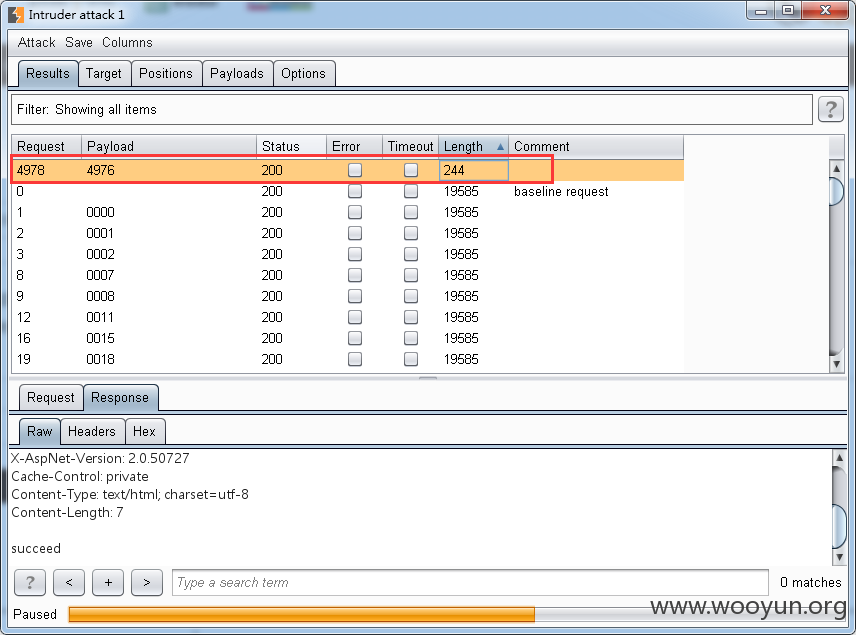 Intruder attack 1
Attack Save Columns
Results Target Positions Payloads Options
Filter: Showing all items ?
Request Payload Status Error Timeout Length Comment
4978 4976 200 244
0 200 19585 baseline request
1 0000 200 19585
2 0001 200 19585
3 0002 200 19585
8 0007 200 19585
9 0008 200 19585
12 0011 200 19585
16 0015 200 19585
19 0018 200 19585
Request Response
Raw Headers Hex
X-AspNet-Version: 2.0.50727
Cache-Control: private
Content-Type: text/html; charset=utf-8
Content-Length: 7
succeed
? < + > Type a search term 0 matches
Paused
www.wooyun.org